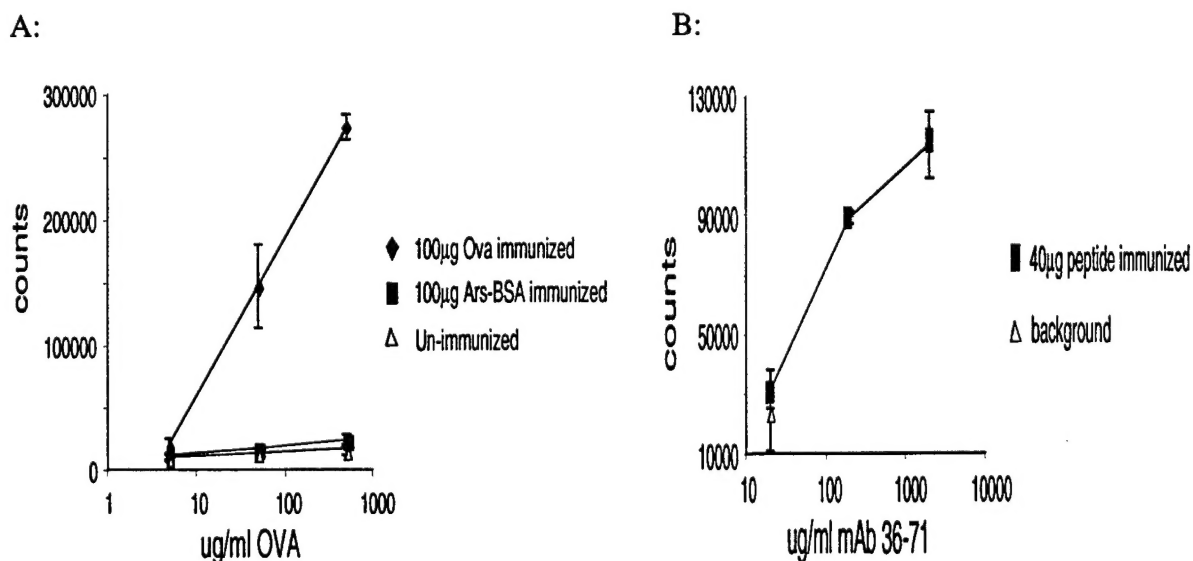 A:
B:
300000
200000
100000
0
counts
1
10
100
1000
ug/ml OVA
100µg Ova immunized
100µg Ars-BSA immunized
Un-immunized
130000
90000
50000
10000
counts
10
100
1000
10000
ug/ml mAb 36-71
40µg peptide immunized
background